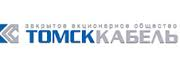 закрытое акционерное общество
ТОМСККАБЕЛЬ